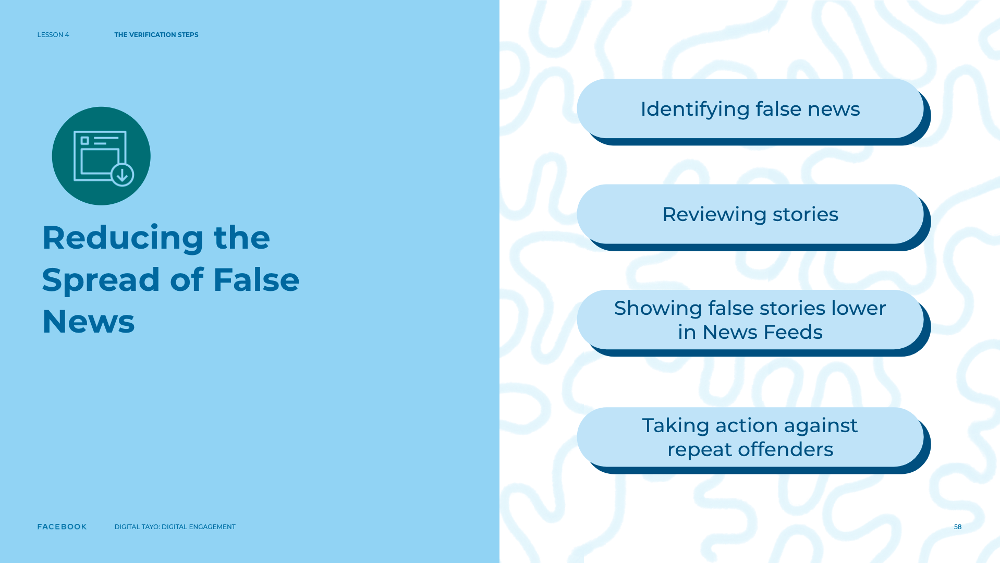 LESSON 4
THE VERIFICATION STEPS
Reducing the
Spread of False
News
Identifying false news
Reviewing stories
Showing false stories lower
in News Feeds
Taking action against
repeat offenders
FACEBOOK
DIGITAL TAYO: DIGITAL ENGAGEMENT
58